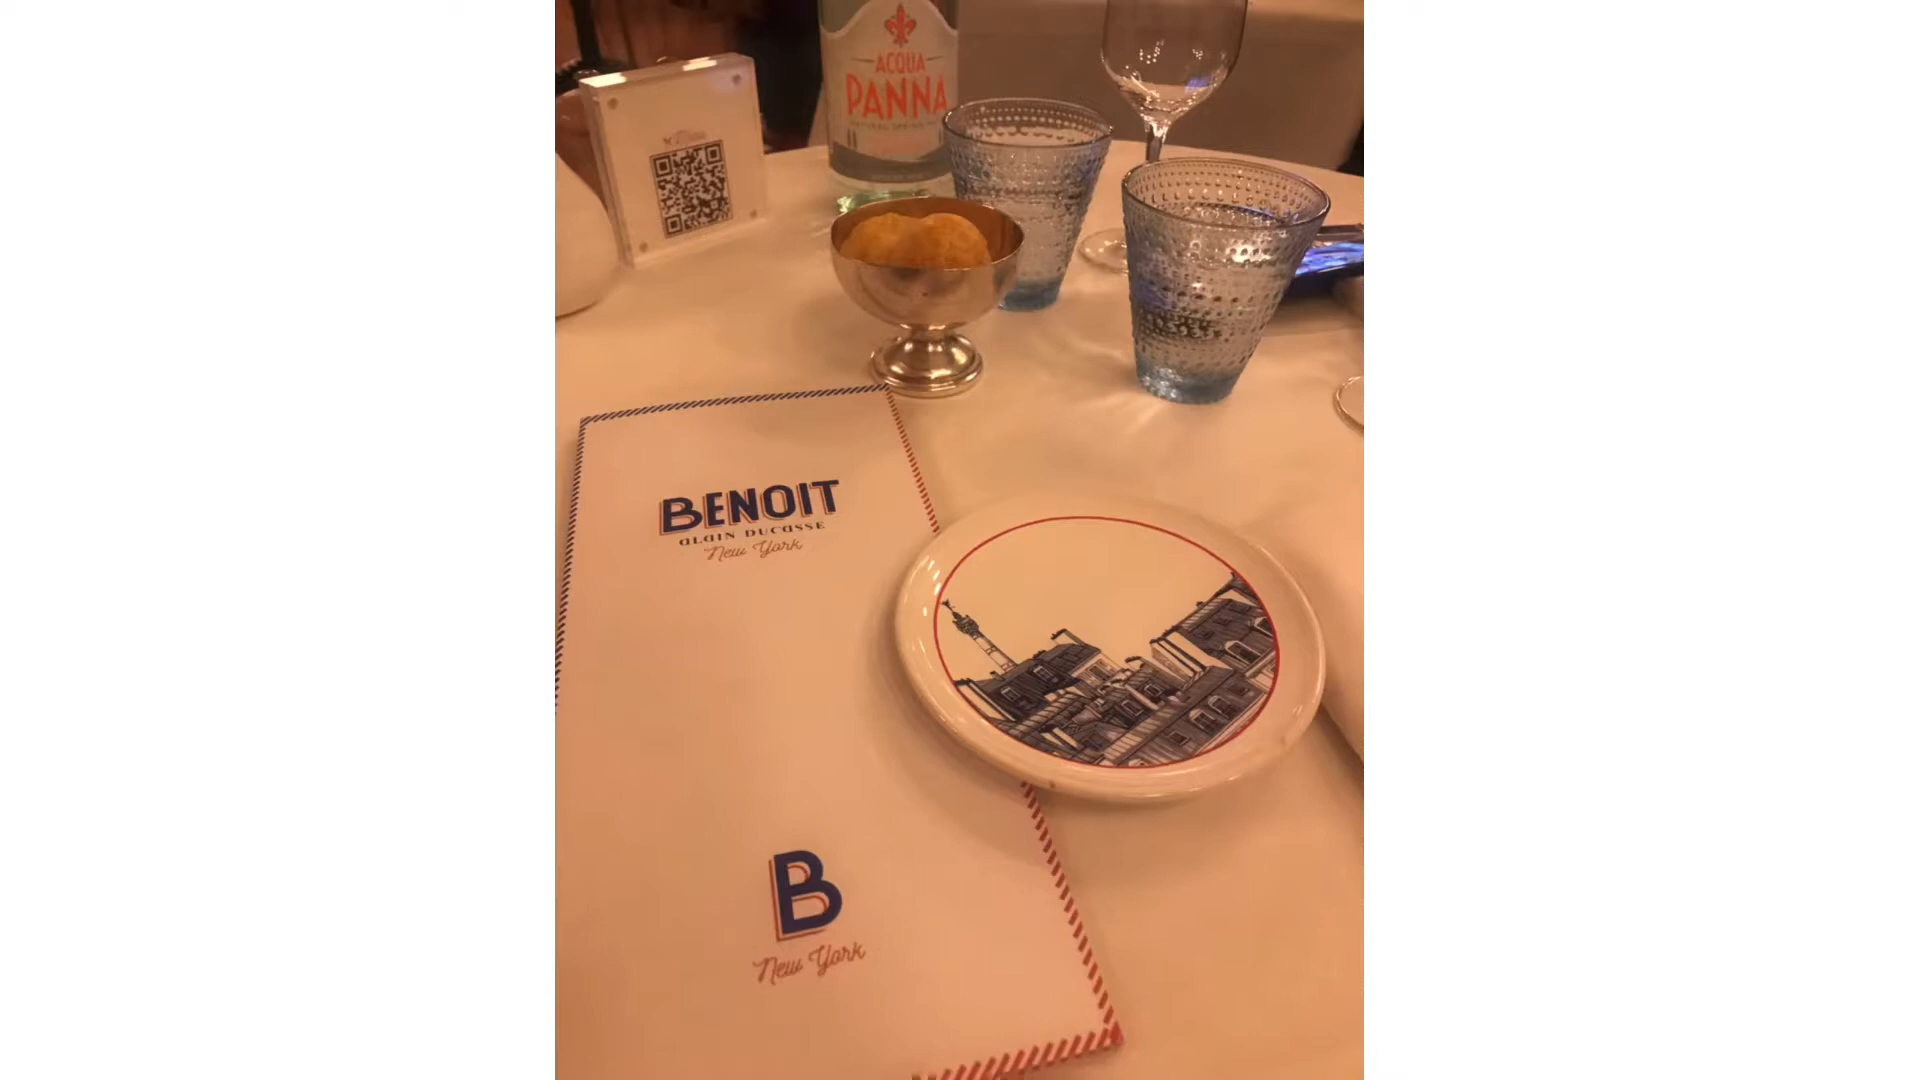 ACQUA
PANNA
BENOIT
ALAIN DUCASSE
New York
B
New York